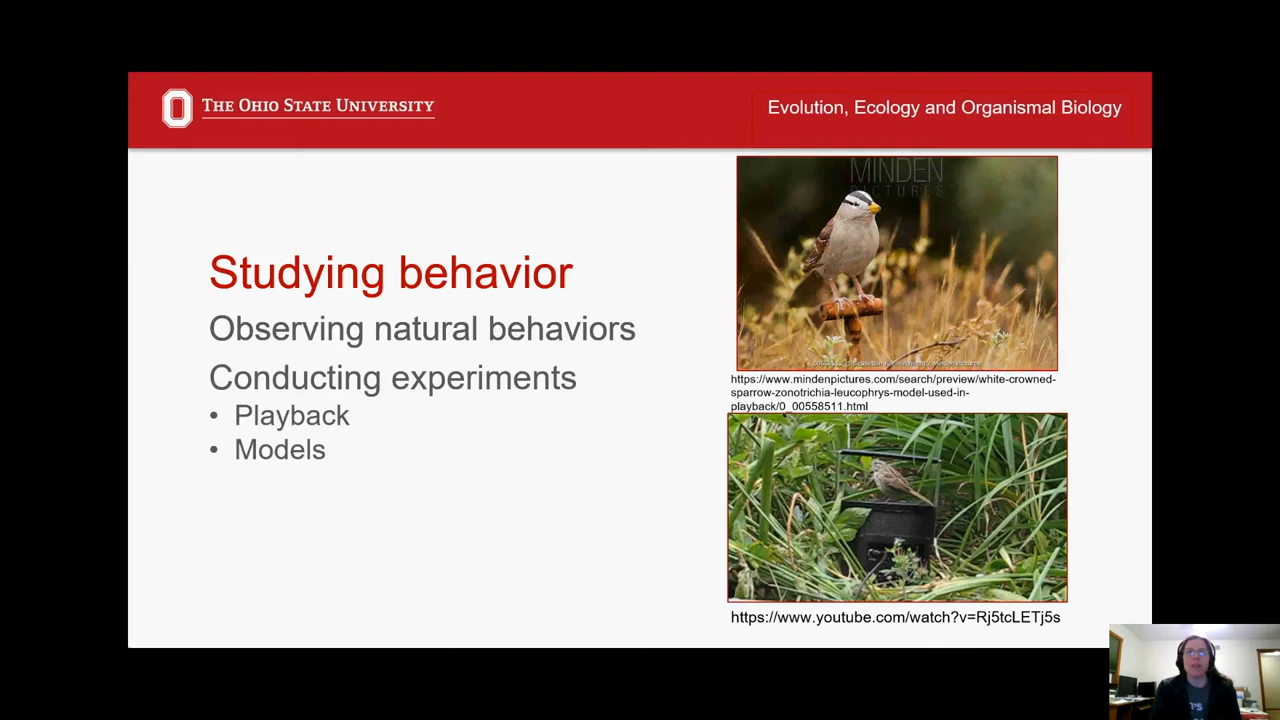 THE OHIO STATE UNIVERSITY
Evolution, Ecology and Organismal Biology
MINDEN
PICTURES
Studying behavior
Observing natural behaviors
Conducting experiments
• Playback
• Models
https://www.mindenpictures.com/search/preview/white-crowned-
sparrow-zonotrichia-leucophrys-model-used-in-
playback/0_00558511.html
https://www.youtube.com/watch?v=Rj5tcLETj5s